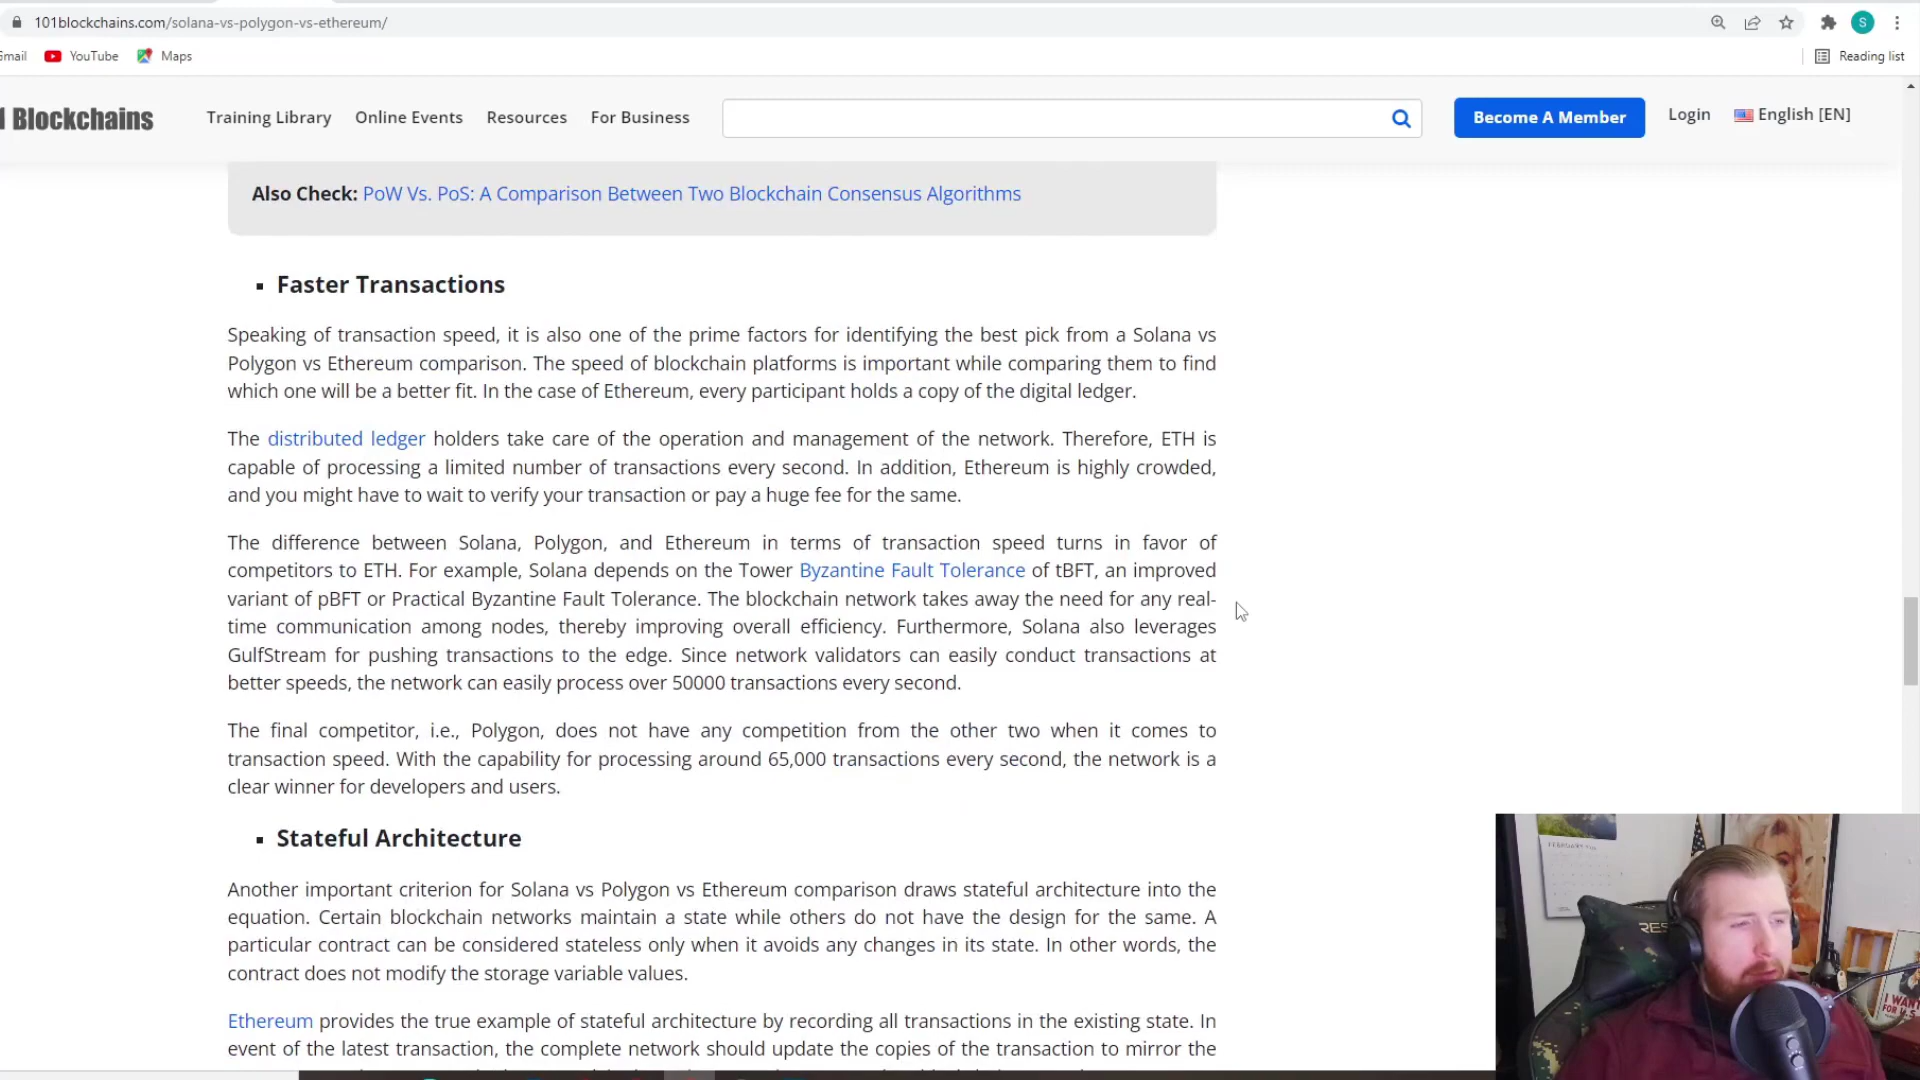 101blockchains.com/solana-vs-polygon-vs-ethereum/
S
Gmail YouTube Maps Reading list
1 Blockchains Training Library Online Events Resources For Business Become A Member Login English [EN]
Also Check: PoW Vs. PoS: A Comparison Between Two Blockchain Consensus Algorithms
Faster Transactions
Speaking of transaction speed, it is also one of the prime factors for identifying the best pick from a Solana vs
Polygon vs Ethereum comparison. The speed of blockchain platforms is important while comparing them to find
which one will be a better fit. In the case of Ethereum, every participant holds a copy of the digital ledger.
The distributed ledger holders take care of the operation and management of the network. Therefore, ETH is
capable of processing a limited number of transactions every second. In addition, Ethereum is highly crowded,
and you might have to wait to verify your transaction or pay a huge fee for the same.
The difference between Solana, Polygon, and Ethereum in terms of transaction speed turns in favor of
competitors to ETH. For example, Solana depends on the Tower Byzantine Fault Tolerance of tBFT, an improved
variant of pBFT or Practical Byzantine Fault Tolerance. The blockchain network takes away the need for any real-
time communication among nodes, thereby improving overall efficiency. Furthermore, Solana also leverages
GulfStream for pushing transactions to the edge. Since network validators can easily conduct transactions at
better speeds, the network can easily process over 50000 transactions every second.
The final competitor, i.e., Polygon, does not have any competition from the other two when it comes to
transaction speed. With the capability for processing around 65,000 transactions every second, the network is a
clear winner for developers and users.
Stateful Architecture
Another important criterion for Solana vs Polygon vs Ethereum comparison draws stateful architecture into the
equation. Certain blockchain networks maintain a state while others do not have the design for the same. A
particular contract can be considered stateless only when it avoids any changes in its state. In other words, the
contract does not modify the storage variable values.
Ethereum provides the true example of stateful architecture by recording all transactions in the existing state. In
event of the latest transaction, the complete network should update the copies of the transaction to mirror the
RES
I WANT